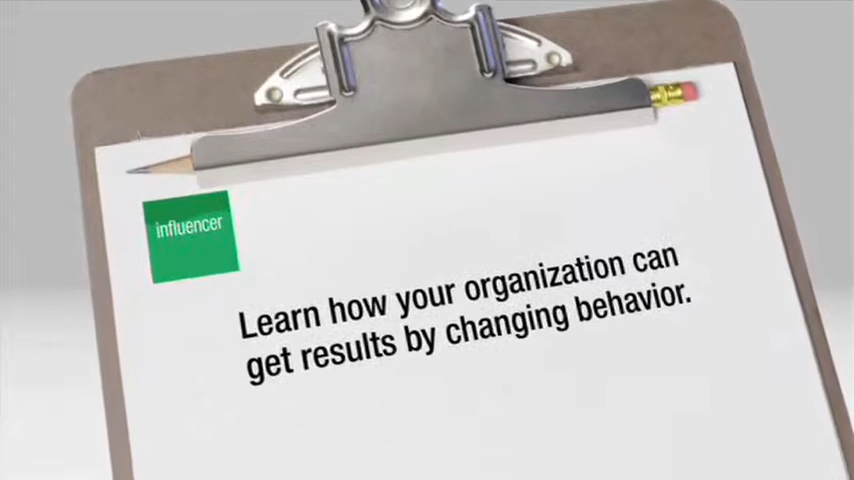 influencer
Learn how your organization can
get results by changing behavior.